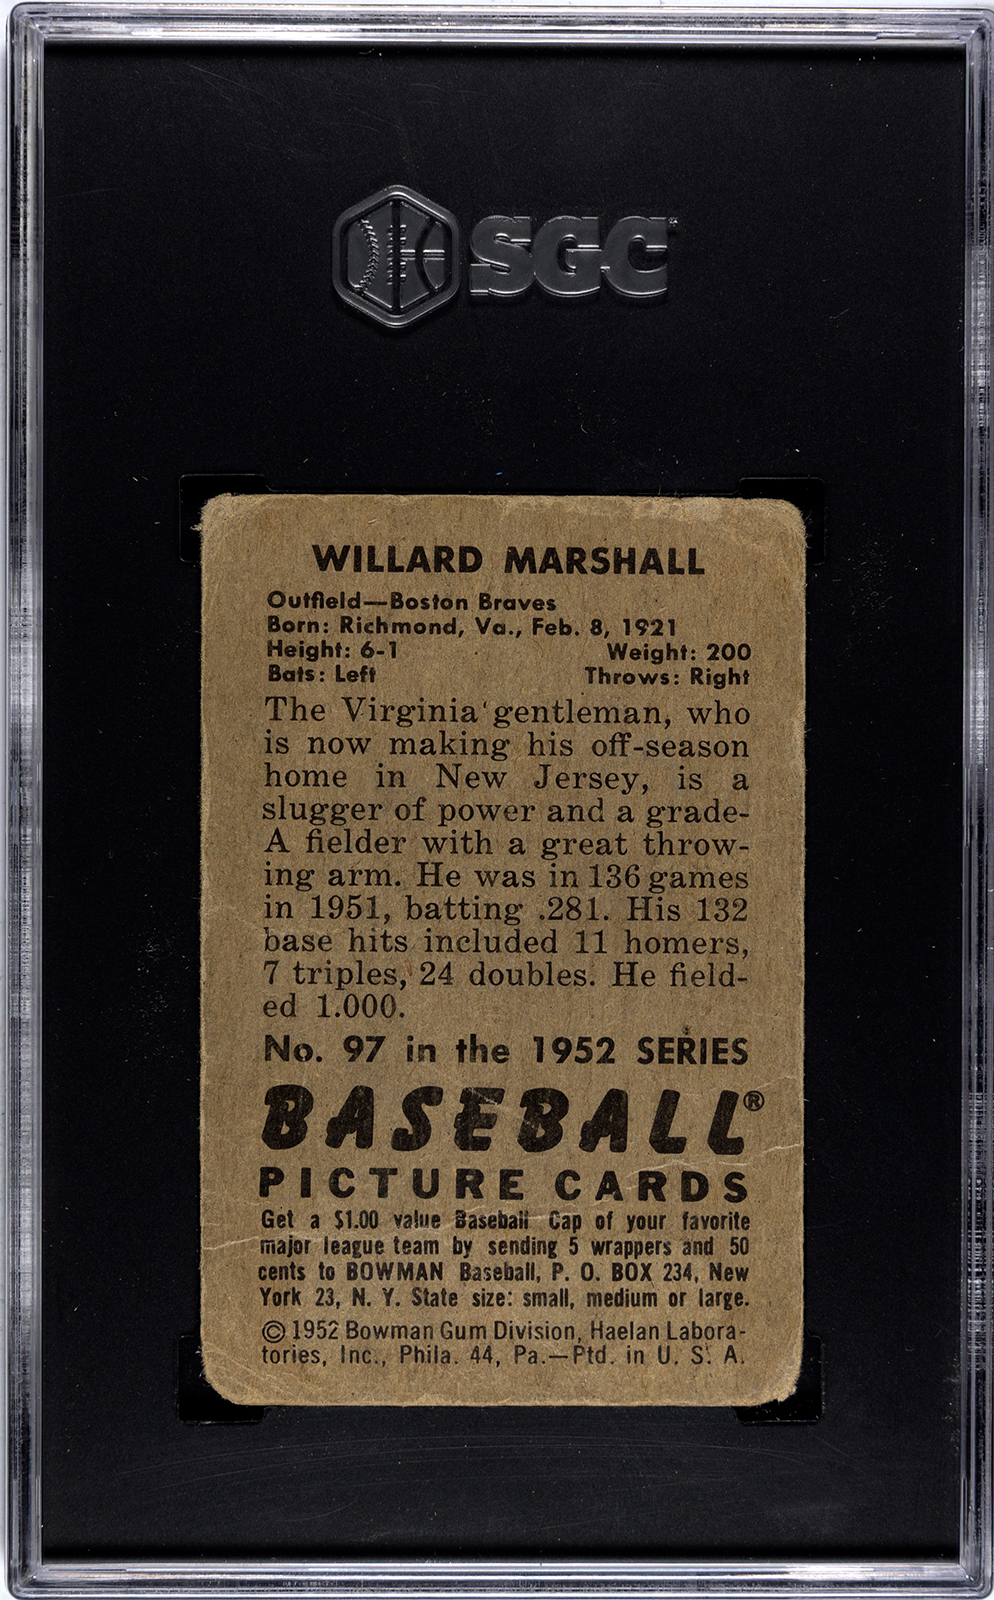 SGC
WILLARD MARSHALL
Outfield—Boston Braves
Born: Richmond, Va., Feb. 8, 1921
Height: 6-1 Weight: 200
Bats: Left Throws: Right
The Virginia gentleman, who
is now making his off-season
home in New Jersey, is a
slugger of power and a grade-
A fielder with a great throw-
ing arm. He was in 136 games
in 1951, batting .281. His 132
base hits included 11 homers,
7 triples, 24 doubles. He field-
ed 1.000.
No. 97 in the 1952 SERIES
BASEBALL®
PICTURE CARDS
Get a $1.00 value Baseball Cap of your favorite
major league team by sending 5 wrappers and 50
cents to BOWMAN Baseball, P. O. BOX 234, New
York 23, N. Y. State size: small, medium or large.
© 1952 Bowman Gum Division, Haelan Labora-
tories, Inc., Phila. 44, Pa.—Ptd. in U. S. A.